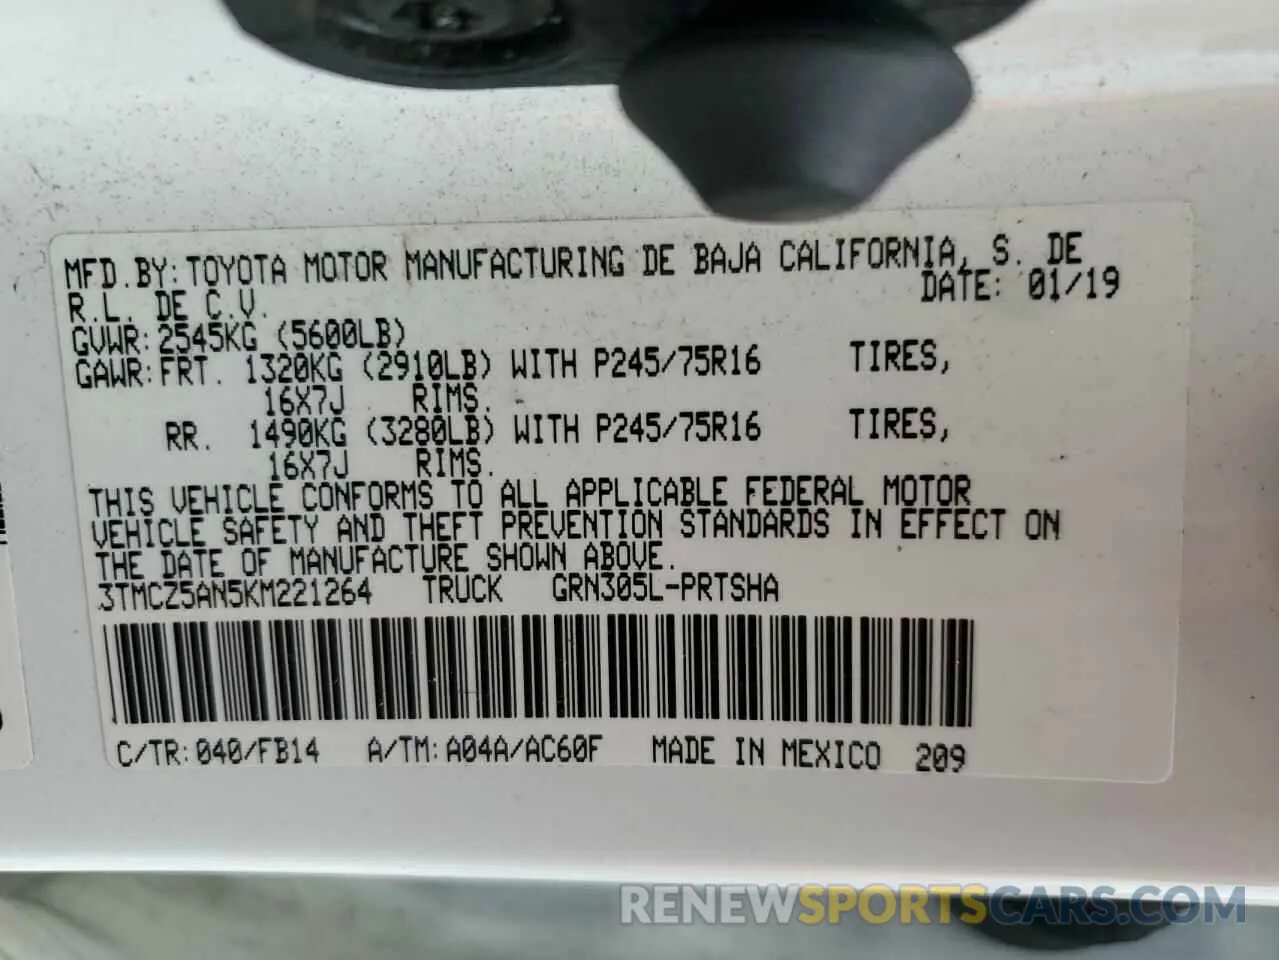 MFD.BY:TOYOTA MOTOR MANUFACTURING DE BAJA CALIFORNIA, S. DE
R.L. DE C.V. DATE: 01/19
GVWR:2545KG (5600LB)
GAWR:FRT. 1320KG (2910LB) WITH P245/75R16 TIRES,
16X7J RIMS.
RR. 1490KG (3280LB) WITH P245/75R16 TIRES,
16X7J RIMS.
THIS VEHICLE CONFORMS TO ALL APPLICABLE FEDERAL MOTOR
VEHICLE SAFETY AND THEFT PREVENTION STANDARDS IN EFFECT ON
THE DATE OF MANUFACTURE SHOWN ABOVE.
3TMCZ5AN5KM221264 TRUCK GRN305L-PRTSHA
C/TR:040/FB14 A/TM:A04A/AC60F MADE IN MEXICO 209
RENEWSPORTSCARS.COM